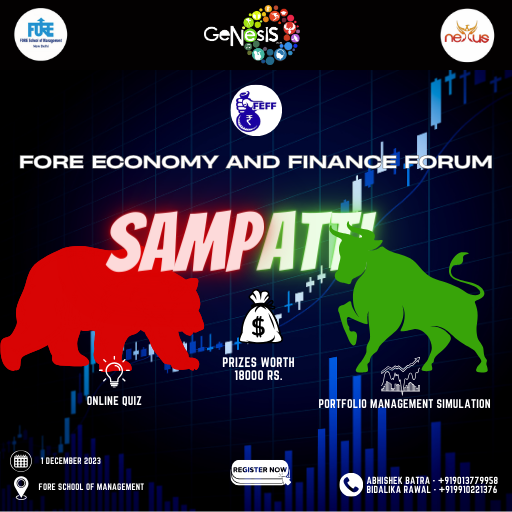 FORE
FORE School of Management
New Delhi
GeNesIS
nexus
FEFF
FORE ECONOMY AND FINANCE FORUM
SAMPATTI
$
PRIZES WORTH
18000 RS.
ONLINE QUIZ
PORTFOLIO MANAGEMENT SIMULATION
1 DECEMBER 2023
FORE SCHOOL OF MANAGEMENT
REGISTER NOW
ABHISHEK BATRA - +919013779958
BIDALIKA RAWAL - +919910221376